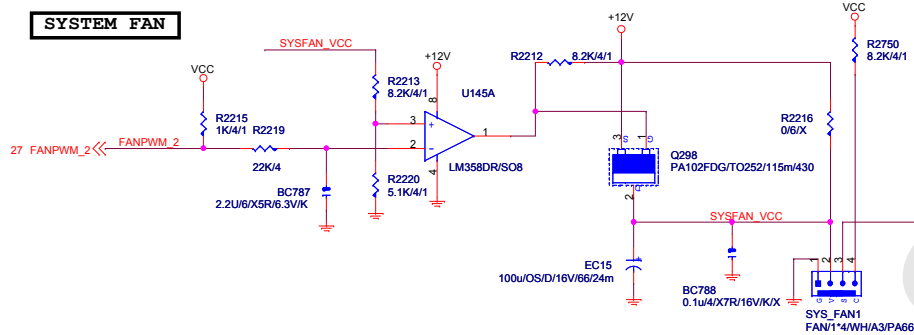 SYSTEM FAN
SYSFAN_VCC
VCC
R2215
1K/4/1
R2219
22K/4
27 FANPWM_2
FANPWM_2
BC787
2.2U/6/X5R/6.3V/K
R2213
8.2K/4/1
R2220
5.1K/4/1
+12V
U145A
8
3
+
2
-
1
4
LM358DR/SO8
R2212
8.2K/4/1
+12V
3
S
1
G
Q298
PA102FDG/TO252/115m/430
D
2
SYSFAN_VCC
EC15
100u/OS/D/16V/66/24m
BC788
0.1u/4/X7R/16V/K/X
VCC
R2750
8.2K/4/1
R2216
0/6/X
1
2
3
4
G
V
S
C
SYS_FAN1
FAN/1*4/WH/A3/PA66